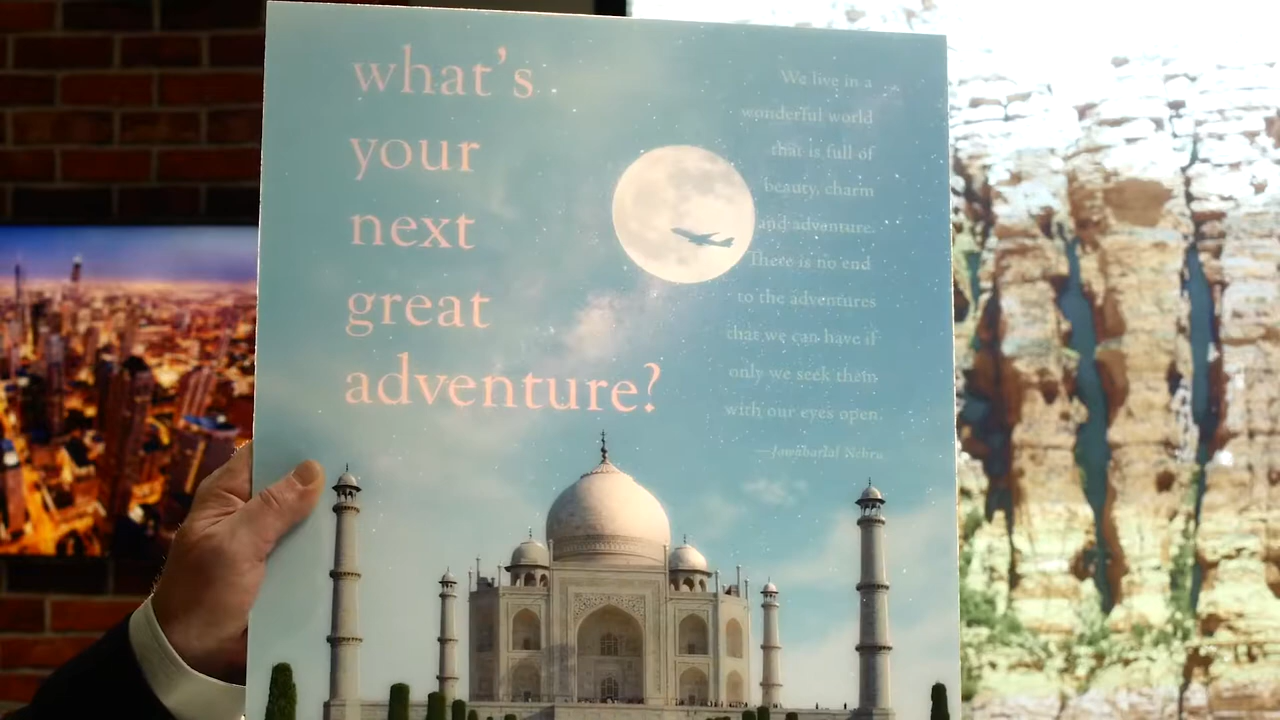 what's
your
next
great
adventure?
We live in a
wonderful world
that is full of
beauty, charm
and adventure.
There is no end
to the adventures
that we can have if
only we seek them
with our eyes open.
—Jawaharlal Nehru